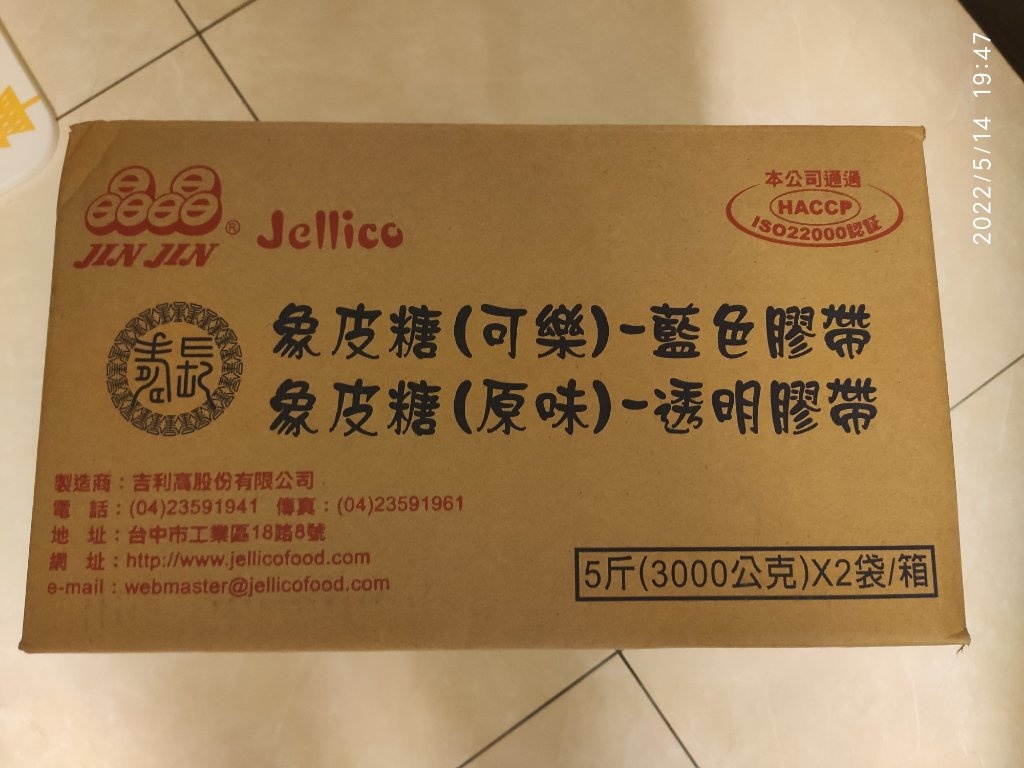 2022/5/14 19:47
JIN JIN ®
Jellico
本公司通過
HACCP
ISO22000認証
象皮糖(可樂)-藍色膠帶
象皮糖(原味)-透明膠帶
製造商：吉利高股份有限公司
電 話：(04)23591941 傳真：(04)23591961
地 址：台中市工業區18路8號
網 址：http://www.jellicofood.com
e-mail：webmaster@jellicofood.com
5斤(3000公克)X2袋/箱